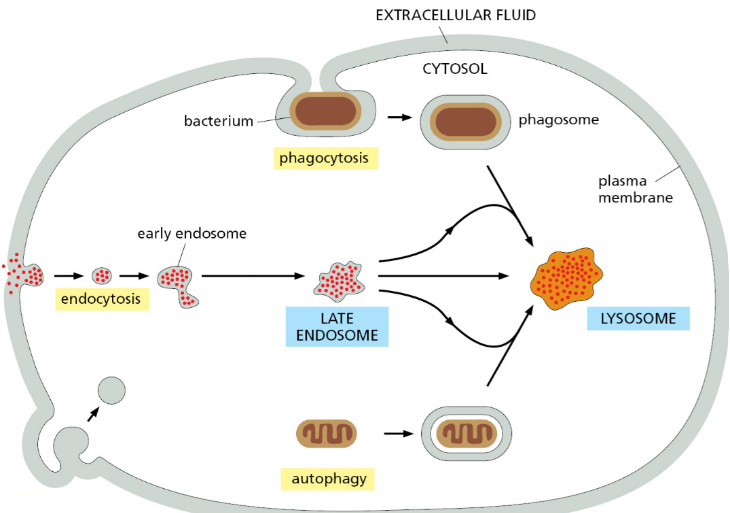 EXTRACELLULAR FLUID
CYTOSOL
bacterium
phagosome
phagocytosis
plasma
membrane
early endosome
endocytosis
LATE
ENDOSOME
LYSOSOME
autophagy